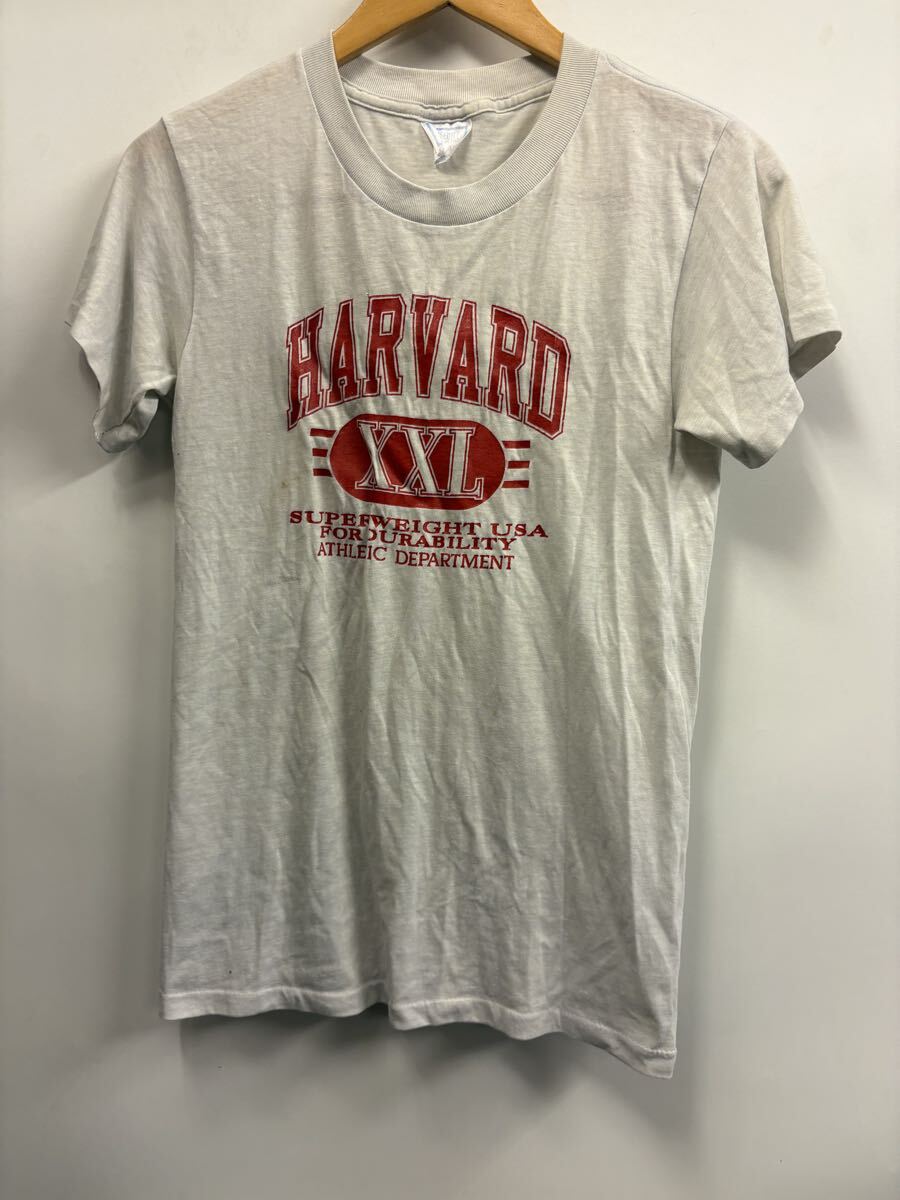 HARVARD
XXL
SUPERWEIGHT USA
FOR DURABILITY
ATHLEIC DEPARTMENT